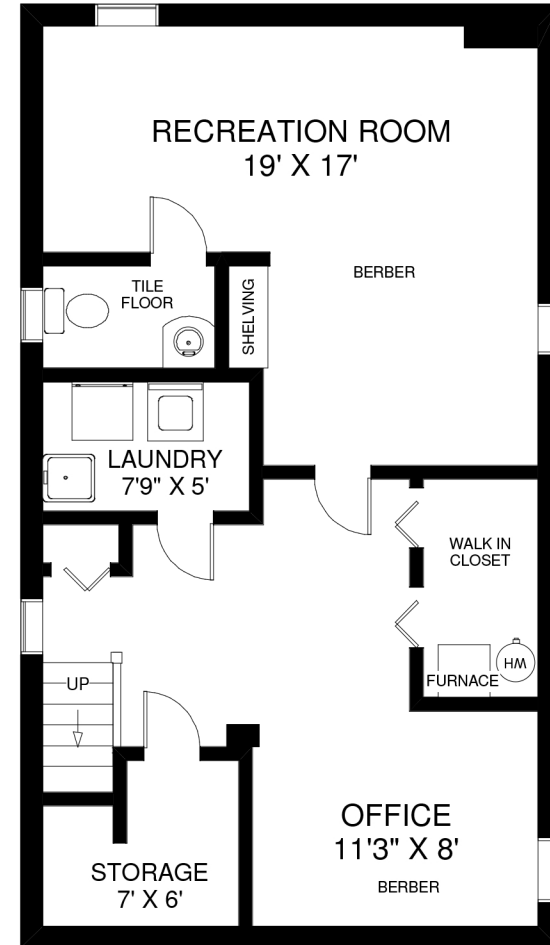 RECREATION ROOM
19' X 17'
BERBER
TILE
FLOOR
SHELVING
LAUNDRY
7'9" X 5'
WALK IN
CLOSET
HW
FURNACE
UP
OFFICE
11'3" X 8'
BERBER
STORAGE
7' X 6'